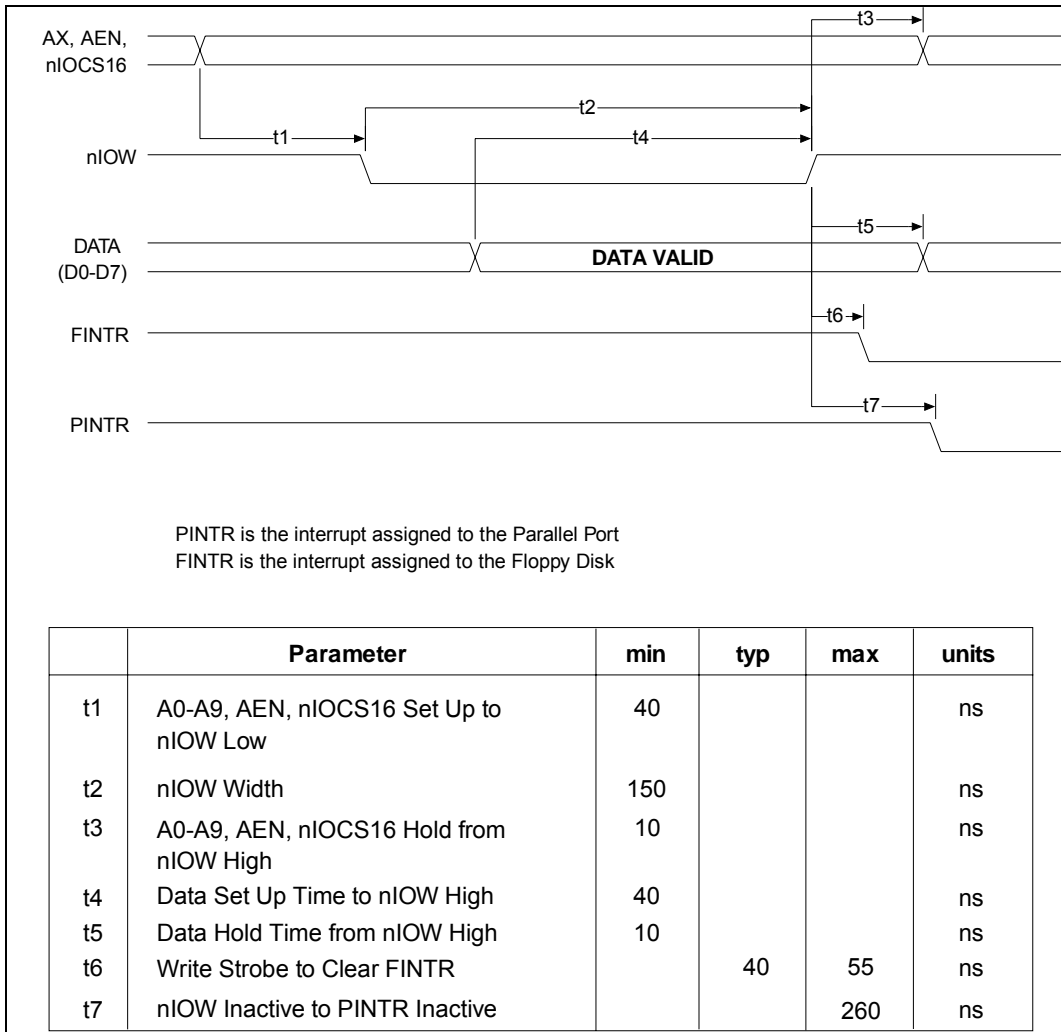 t3
AX, AEN,
nIOCS16
t2
t1
t4
nIOW
t5
DATA
(D0-D7)
DATA VALID
t6
FINTR
t7
PINTR
PINTR is the interrupt assigned to the Parallel Port
FINTR is the interrupt assigned to the Floppy Disk
Parameter min typ max units
t1 A0-A9, AEN, nIOCS16 Set Up to 40 ns
nIOW Low
t2 nIOW Width 150 ns
t3 A0-A9, AEN, nIOCS16 Hold from 10 ns
nIOW High
t4 Data Set Up Time to nIOW High 40 ns
t5 Data Hold Time from nIOW High 10 ns
t6 Write Strobe to Clear FINTR 40 55 ns
t7 nIOW Inactive to PINTR Inactive 260 ns